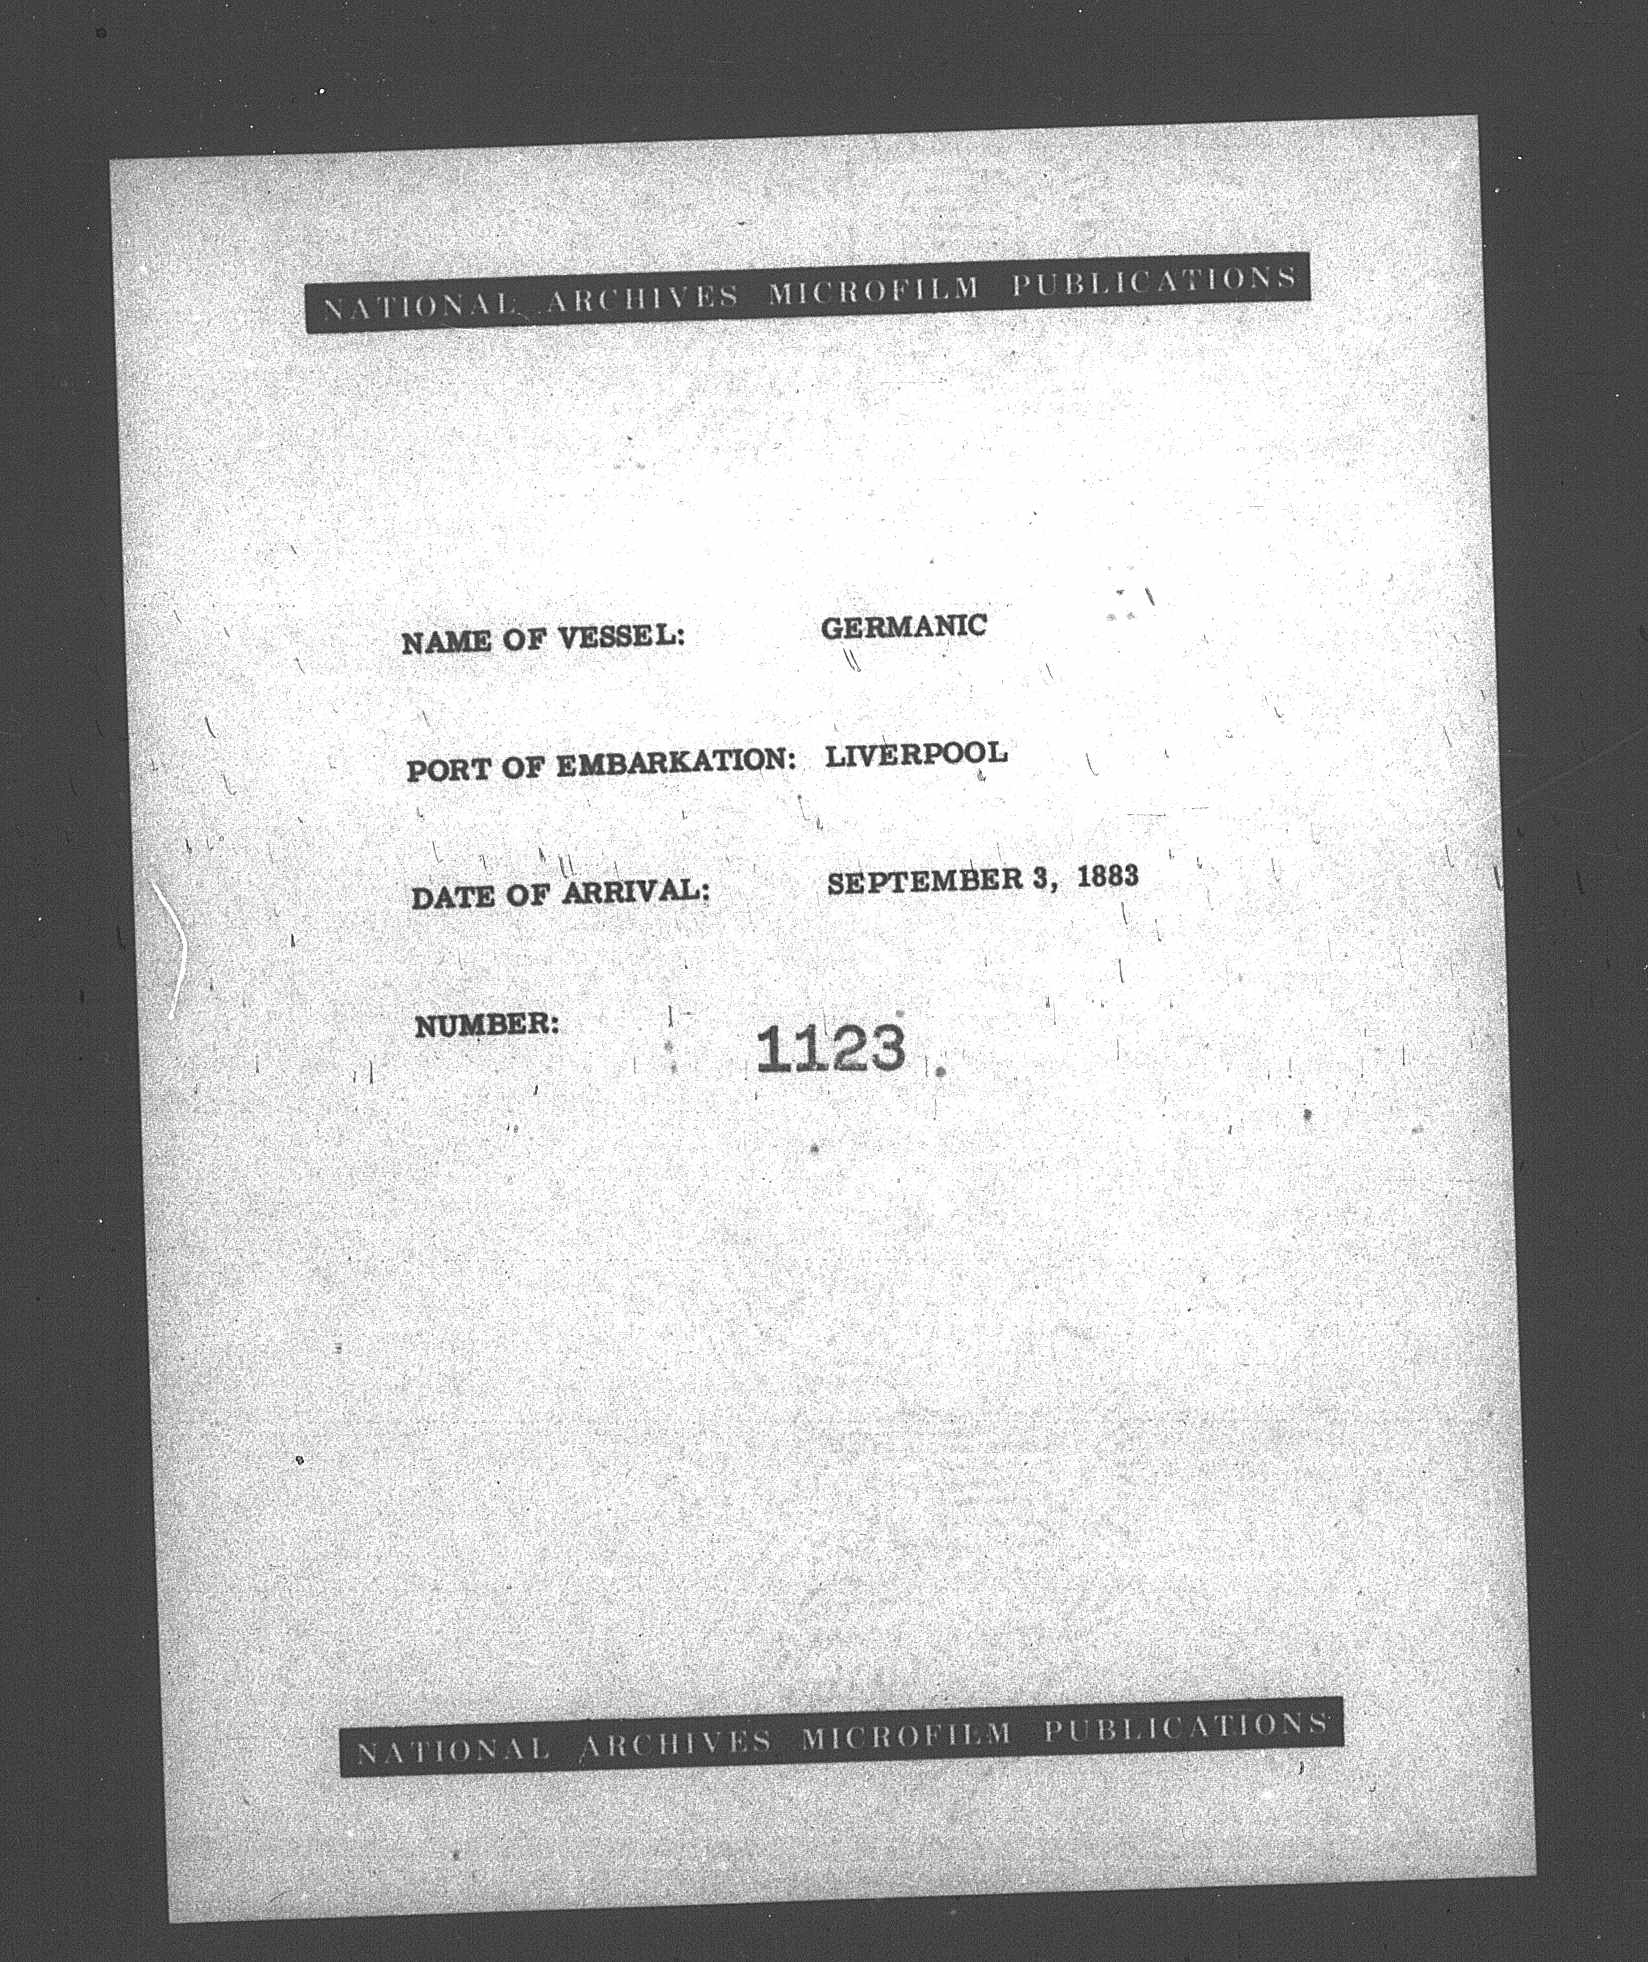 NATIONAL ARCHIVES MICROFILM PUBLICATIONS
NAME OF VESSEL: GERMANIC
PORT OF EMBARKATION: LIVERPOOL
DATE OF ARRIVAL: SEPTEMBER 3, 1883
NUMBER: 1123
NATIONAL ARCHIVES MICROFILM PUBLICATIONS